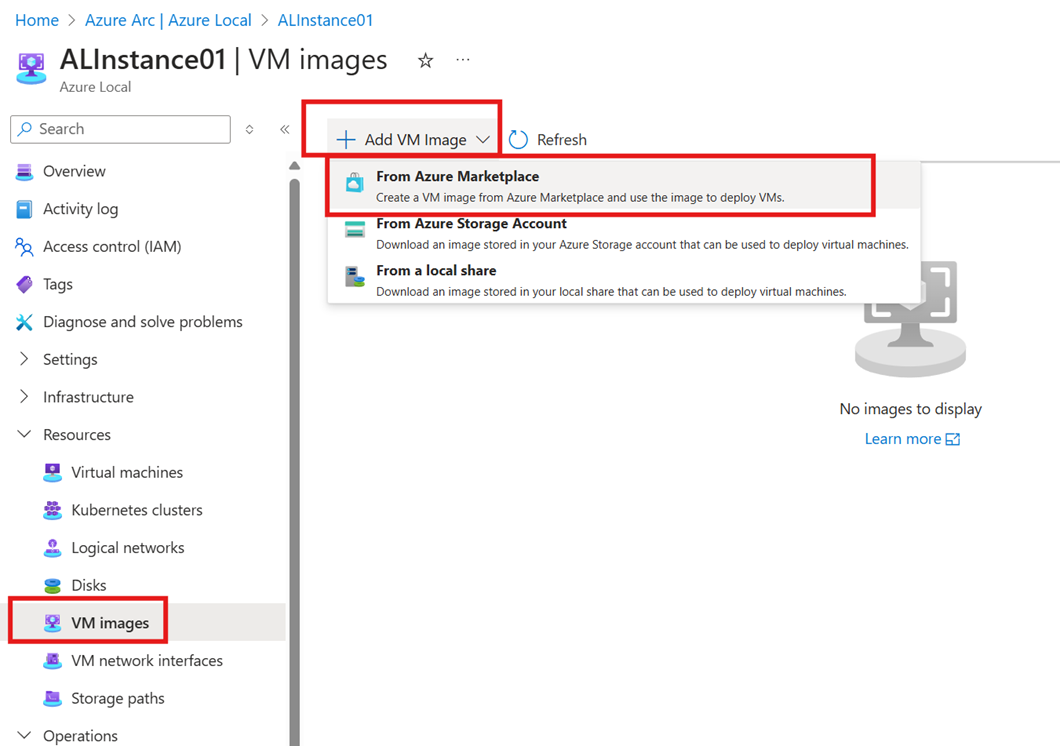 Home > Azure Arc | Azure Local > ALInstance01
ALInstance01 | VM images
Azure Local
Search
Add VM Image
Refresh
From Azure Marketplace
Create a VM image from Azure Marketplace and use the image to deploy VMs.
From Azure Storage Account
Download an image stored in your Azure Storage account that can be used to deploy virtual machines.
From a local share
Download an image stored in your local share that can be used to deploy virtual machines.
Overview
Activity log
Access control (IAM)
Tags
Diagnose and solve problems
Settings
Infrastructure
Resources
Virtual machines
Kubernetes clusters
Logical networks
Disks
VM images
VM network interfaces
Storage paths
Operations
No images to display
Learn more